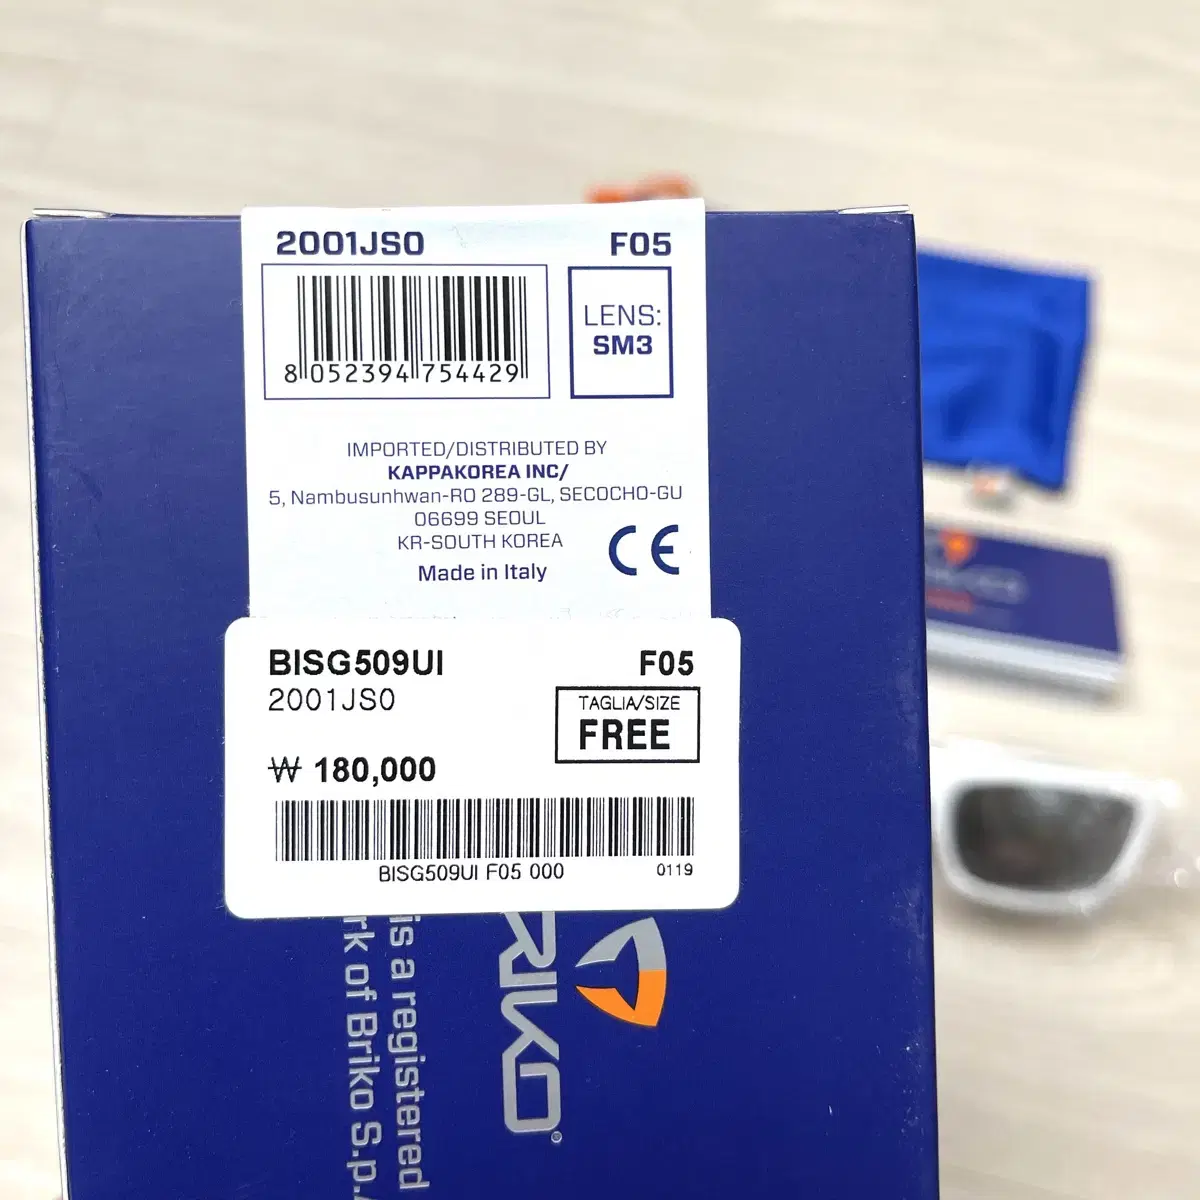 2001JS0 F05
8 052394 754429
LENS:
SM3
IMPORTED/DISTRIBUTED BY
KAPPAKOREA INC/
5, Nambusunhwan-RO 289-GL, SECOCHO-GU
06699 SEOUL
KR-SOUTH KOREA
Made in Italy
CE
BISG509UI F05
2001JS0
TAGLIA/SIZE
FREE
₩ 180,000
BISG509UI F05 000 0119
RIKO
is a registered
rk of Briko S.p.